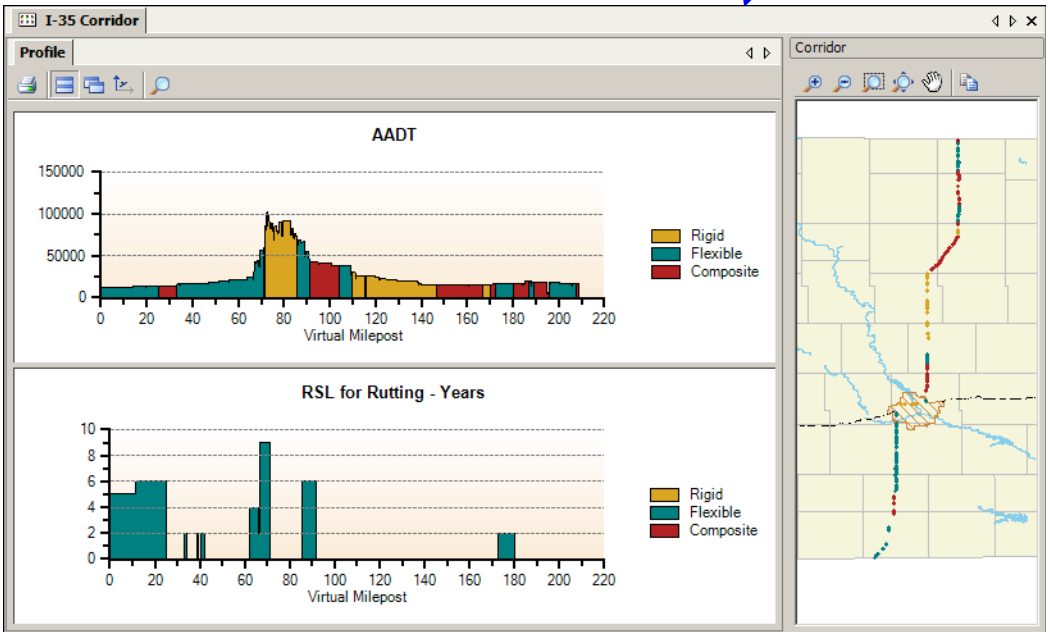 I-35 Corridor
Profile
Corridor
AADT
150000
100000
50000
0
0 20 40 60 80 100 120 140 160 180 200 220
Virtual Milepost
Rigid
Flexible
Composite
RSL for Rutting - Years
10
8
6
4
2
0
0 20 40 60 80 100 120 140 160 180 200 220
Virtual Milepost
Rigid
Flexible
Composite